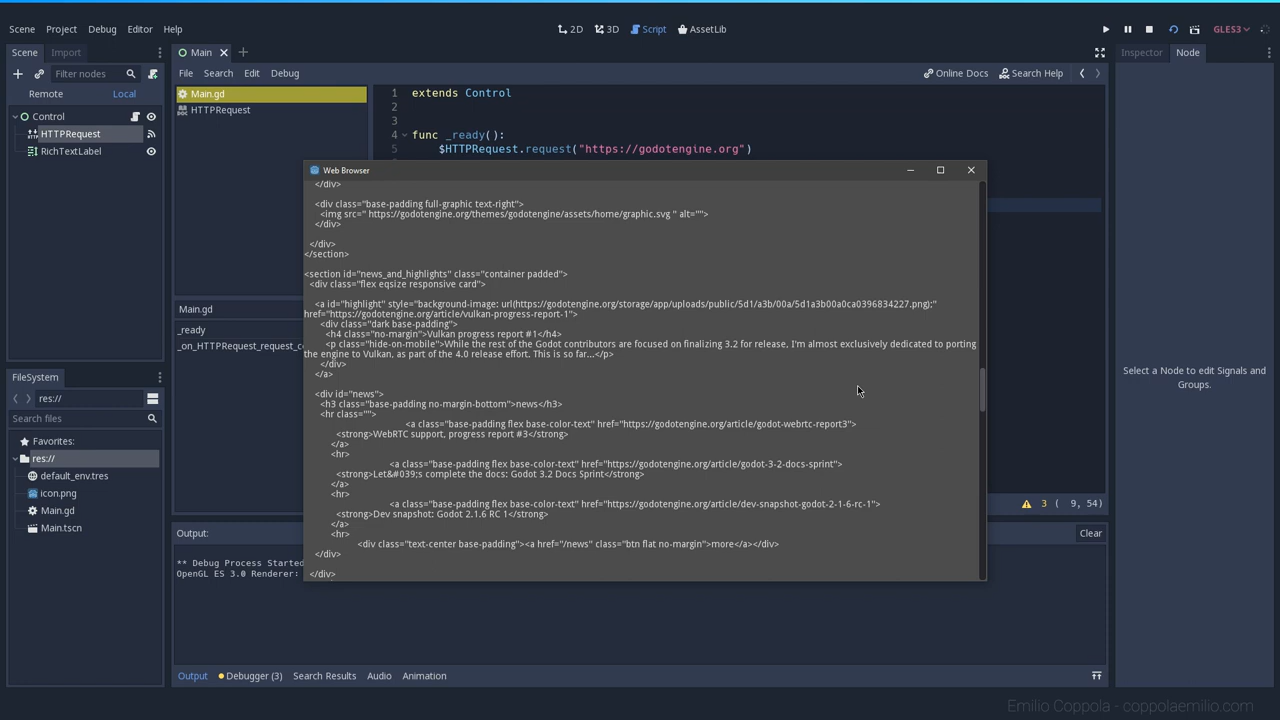 Scene Project Debug Editor Help
2D 3D Script AssetLib
GLES3
Scene Import
Filter nodes
Remote Local
Control
HTTPRequest
RichTextLabel
Main
File Search Edit Debug
Online Docs Search Help
Main.gd
HTTPRequest
1 extends Control
2
3
4 func _ready():
5 $HTTPRequest.request("https://godotengine.org")
Inspector Node
Select a Node to edit Signals and
Groups.
Web Browser
</div>
<div class="base-padding full-graphic text-right">
<img src=" https://godotengine.org/themes/godotengine/assets/home/graphic.svg " alt="">
</div>
</div>
</section>
<section id="news_and_highlights" class="container padded">
<div class="flex eqsize responsive card">
<a id="highlight" style="background-image: url(https://godotengine.org/storage/app/uploads/public/5d1/a3b/00a/5d1a3b00a0ca0396834227.png);"
href="https://godotengine.org/article/vulkan-progress-report-1">
<div class="dark base-padding">
<h4 class="no-margin">Vulkan progress report #1</h4>
<p class="hide-on-mobile">While the rest of the Godot contributors are focused on finalizing 3.2 for release, I'm almost exclusively dedicated to porting
the engine to Vulkan, as part of the 4.0 release effort. This is so far...</p>
</div>
</a>
<div id="news">
<h3 class="base-padding no-margin-bottom">news</h3>
<hr class="">
<a class="base-padding flex base-color-text" href="https://godotengine.org/article/godot-webrtc-report3">
<strong>WebRTC support, progress report #3</strong>
</a>
<hr>
<a class="base-padding flex base-color-text" href="https://godotengine.org/article/godot-3-2-docs-sprint">
<strong>Let&#039;s complete the docs: Godot 3.2 Docs Sprint</strong>
</a>
<hr>
<a class="base-padding flex base-color-text" href="https://godotengine.org/article/dev-snapshot-godot-2-1-6-rc-1">
<strong>Dev snapshot: Godot 2.1.6 RC 1</strong>
</a>
<hr>
<div class="text-center base-padding"><a href="/news" class="btn flat no-margin">more</a></div>
</div>
</div>
Main.gd
_ready
_on_HTTPRequest_request_c
FileSystem
res://
Search files
Favorites:
res://
default_env.tres
icon.png
Main.gd
Main.tscn
3 ( 9, 54)
Output:
Clear
** Debug Process Started
OpenGL ES 3.0 Renderer:
Output Debugger (3) Search Results Audio Animation
Emilio Coppola - coppolaemilio.com